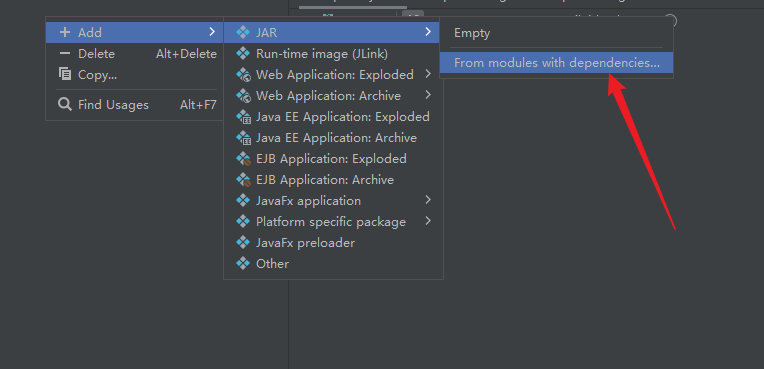 Add
Delete Alt+Delete
Copy...
Find Usages Alt+F7
JAR
Run-time image (JLink)
Web Application: Exploded
Web Application: Archive
Java EE Application: Exploded
Java EE Application: Archive
EJB Application: Exploded
EJB Application: Archive
JavaFx application
Platform specific package
JavaFx preloader
Other
Empty
From modules with dependencies...